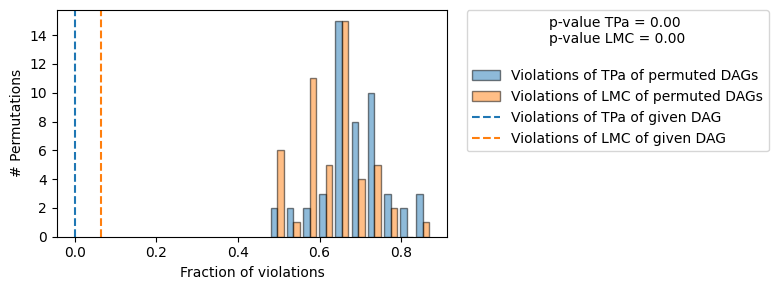 p-value TPa = 0.00
p-value LMC = 0.00
Violations of TPa of permuted DAGs
Violations of LMC of permuted DAGs
Violations of TPa of given DAG
Violations of LMC of given DAG
# Permutations
14
12
10
8
6
4
2
0
0.0 0.2 0.4 0.6 0.8
Fraction of violations